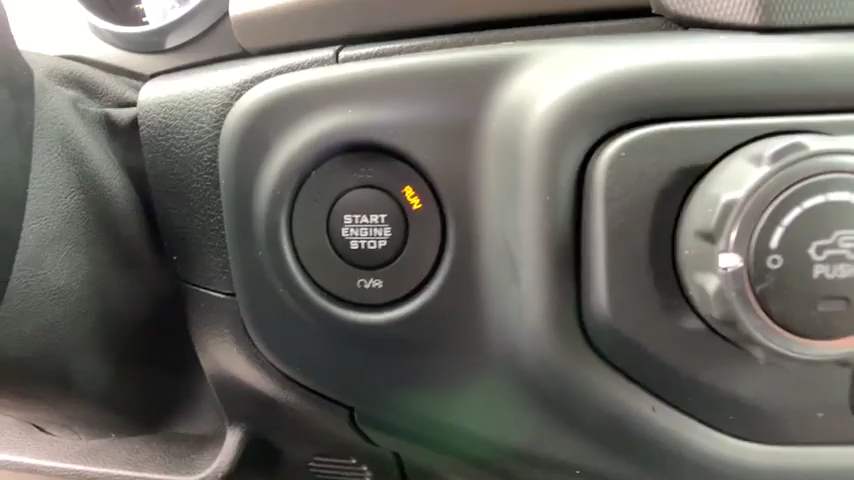 RUN
START
ENGINE
STOP
O
PUSH